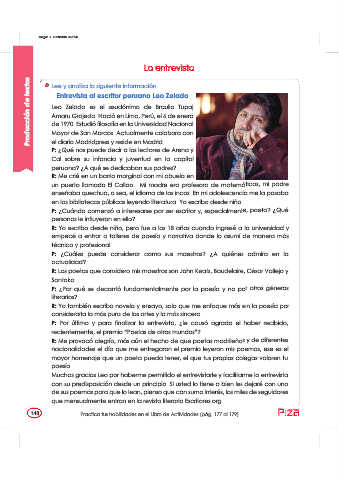 La entrevista
Producción de textos
Lee y analiza la siguiente información
Entrevista al escritor peruano Leo Zelada
Leo Zelada es el seudónimo de Braulio Tupaj
Amaru Grajeda. Nació en Lima, Perú, el 6 de enero
de 1970. Estudió filosofía en la Universidad Nacional
Mayor de San Marcos. Actualmente colabora con
el diario Madridpress y reside en Madrid.
P: ¿Qué nos puede decir a los lectores de Arena y
Cal sobre su infancia y juventud en la capital
peruana? ¿A qué se dedicaban sus padres?
R: Me crié en un barrio marginal con mi abuelo en
un puerto llamado El Callao. Mi madre era profesora de matemáticas, mi padre
enseñaba quechua, o sea, el idioma de los incas. En mi adolescencia me la pasaba
en las bibliotecas públicas leyendo literatura. Yo escribo desde niño.
P: ¿Cuándo comenzó a interesarse por ser escritor y, especialmente, poeta? ¿Qué
personas le influyeron en ello?
R: Yo escribo desde niño, pero fue a los 18 años cuando ingresé a la universidad y
empecé a entrar a talleres de poesía y narrativa donde lo asumí de manera más
técnica y profesional.
P: ¿Cuáles puede considerar como sus maestros? ¿A quiénes admira en la
actualidad?
R: Los poetas que considero mis maestros son John Keats, Baudelaire, César Vallejo y
Santoka.
P: ¿Por qué se decantó fundamentalmente por la poesía y no por otros géneros
literarios?
R: Yo también escribo novela y ensayo, solo que me enfoque más en la poesía por
considerarla la más pura de las artes y la más sincera.
P: Por último y para finalizar la entrevista, ¿le causó agrado el haber recibido,
recientemente, el premio "Poetas de otros mundos"?
R: Me provocó alegría, más aún el hecho de que poetas madrileños y de diferentes
nacionalidades el día que me entregaron el premio leyeron mis poemas, ese es el
mayor homenaje que un poeta pueda tener, el que tus propios colegas valoren tu
poesía.
Muchas gracias Leo por haberme permitido el entrevistarle y facilitarme la entrevista
con su predisposición desde un principio. Si usted lo tiene a bien les dejaré con uno
de sus poemas para que lo lean, pienso que con sumo interés, los miles de seguidores
que mensualmente entran en la revista literaria Escritores.org
148
Practica tus habilidades en el Libro de Actividades (pág. 177 al 179)